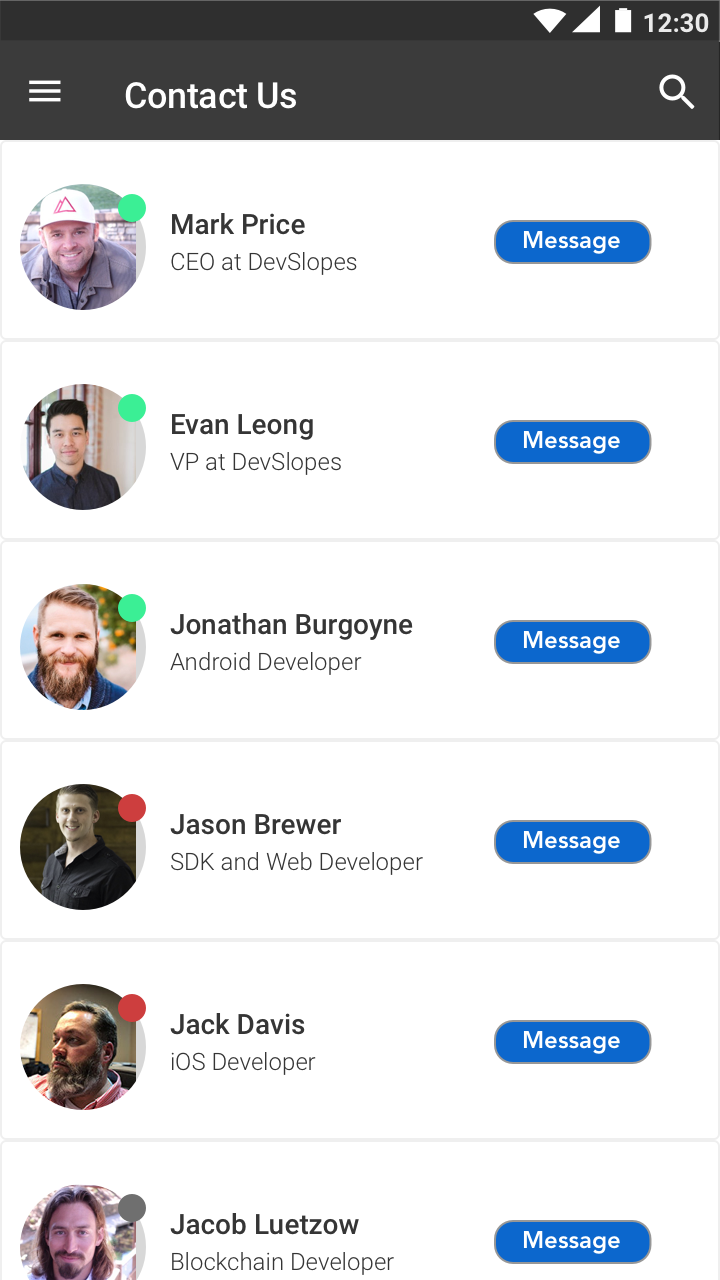 12:30
Contact Us
Mark Price
CEO at DevSlopes
Message
Evan Leong
VP at DevSlopes
Message
Jonathan Burgoyne
Android Developer
Message
Jason Brewer
SDK and Web Developer
Message
Jack Davis
iOS Developer
Message
Jacob Luetzow
Blockchain Developer
Message